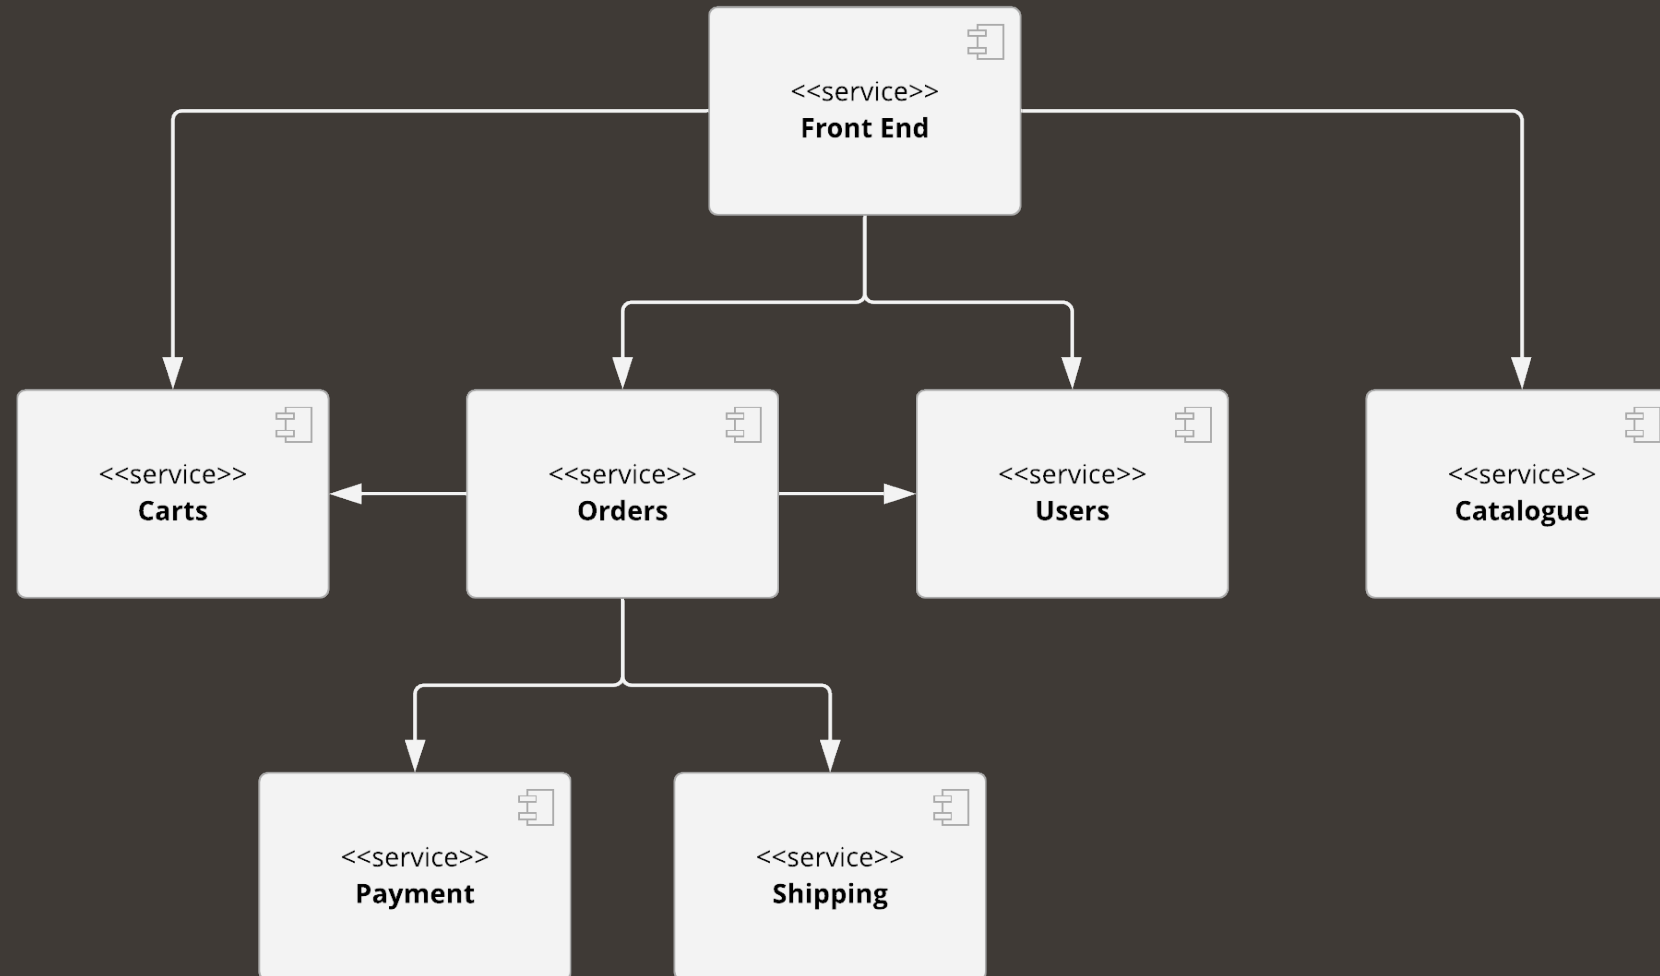 <<service>>
Front End
<<service>>
Carts
<<service>>
Orders
<<service>>
Users
<<service>>
Catalogue
<<service>>
Payment
<<service>>
Shipping